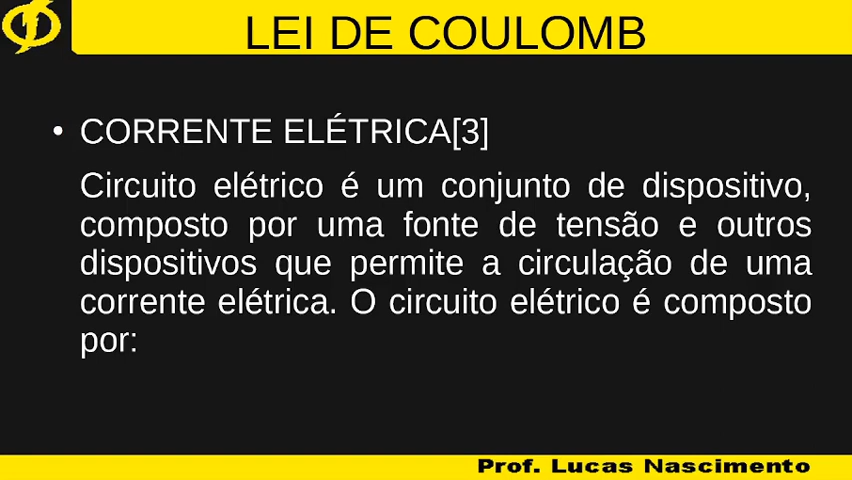 LEI DE COULOMB
• CORRENTE ELÉTRICA[3]
Circuito elétrico é um conjunto de dispositivo,
composto por uma fonte de tensão e outros
dispositivos que permite a circulação de uma
corrente elétrica. O circuito elétrico é composto
por:
Prof. Lucas Nascimento